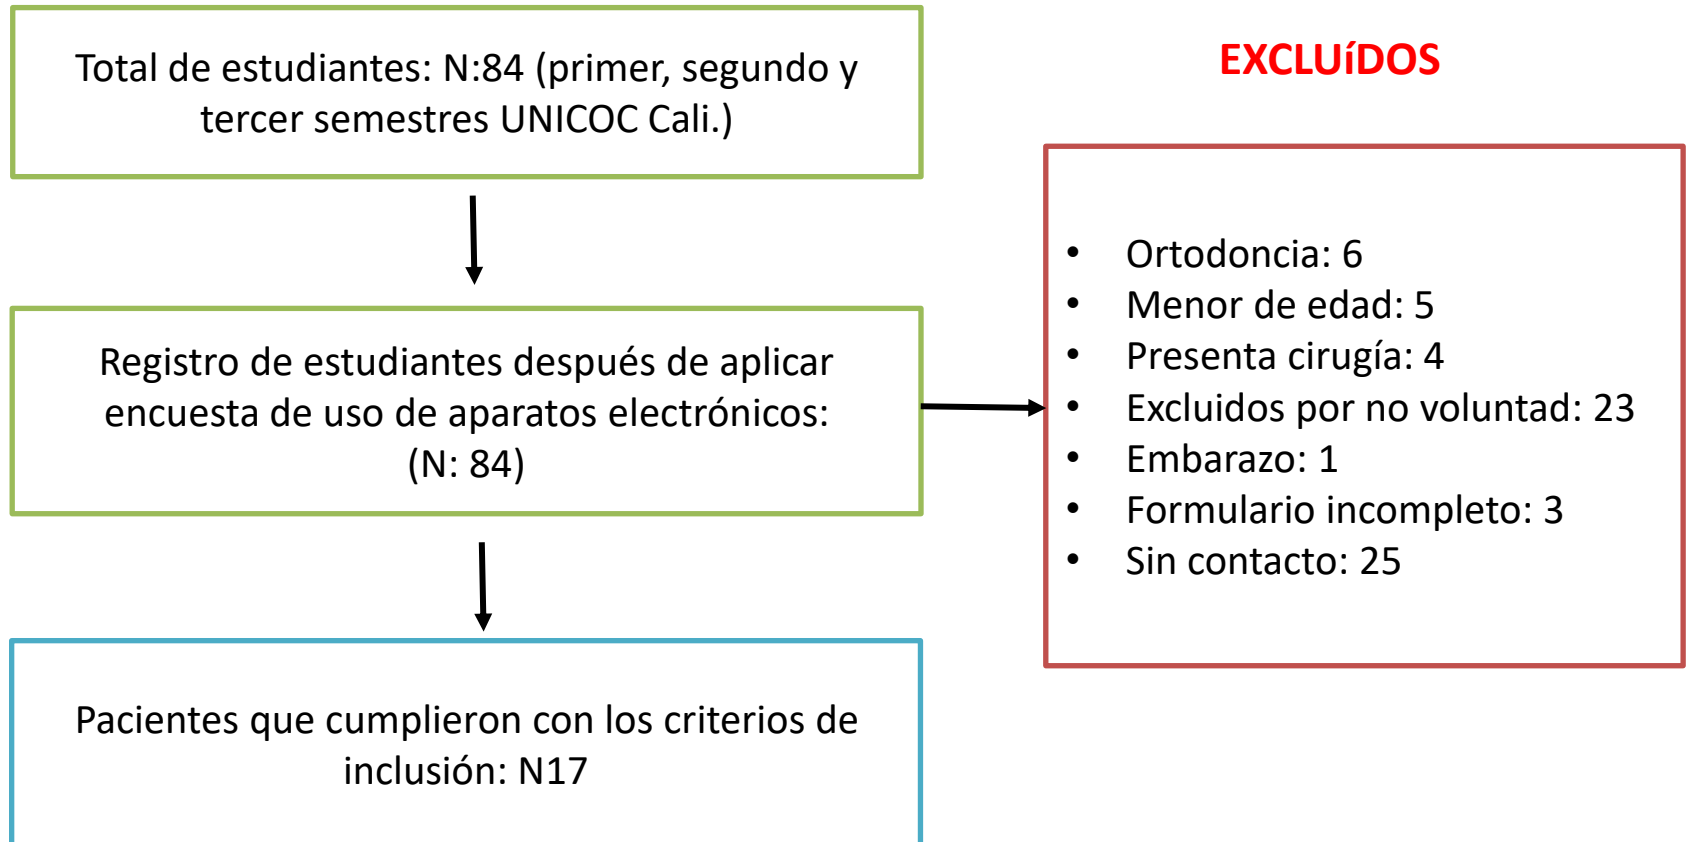 Total de estudiantes: N:84 (primer, segundo y
tercer semestres UNICOC Cali.)
EXCLUíDOS
Registro de estudiantes después de aplicar
encuesta de uso de aparatos electrónicos:
(N: 84)
• Ortodoncia: 6
• Menor de edad: 5
• Presenta cirugía: 4
• Excluidos por no voluntad: 23
• Embarazo: 1
• Formulario incompleto: 3
• Sin contacto: 25
Pacientes que cumplieron con los criterios de
inclusión: N17